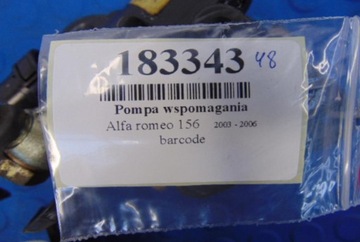 183343 48
Pompa wspomagania
Alfa romeo 156 2003 - 2006
barcode